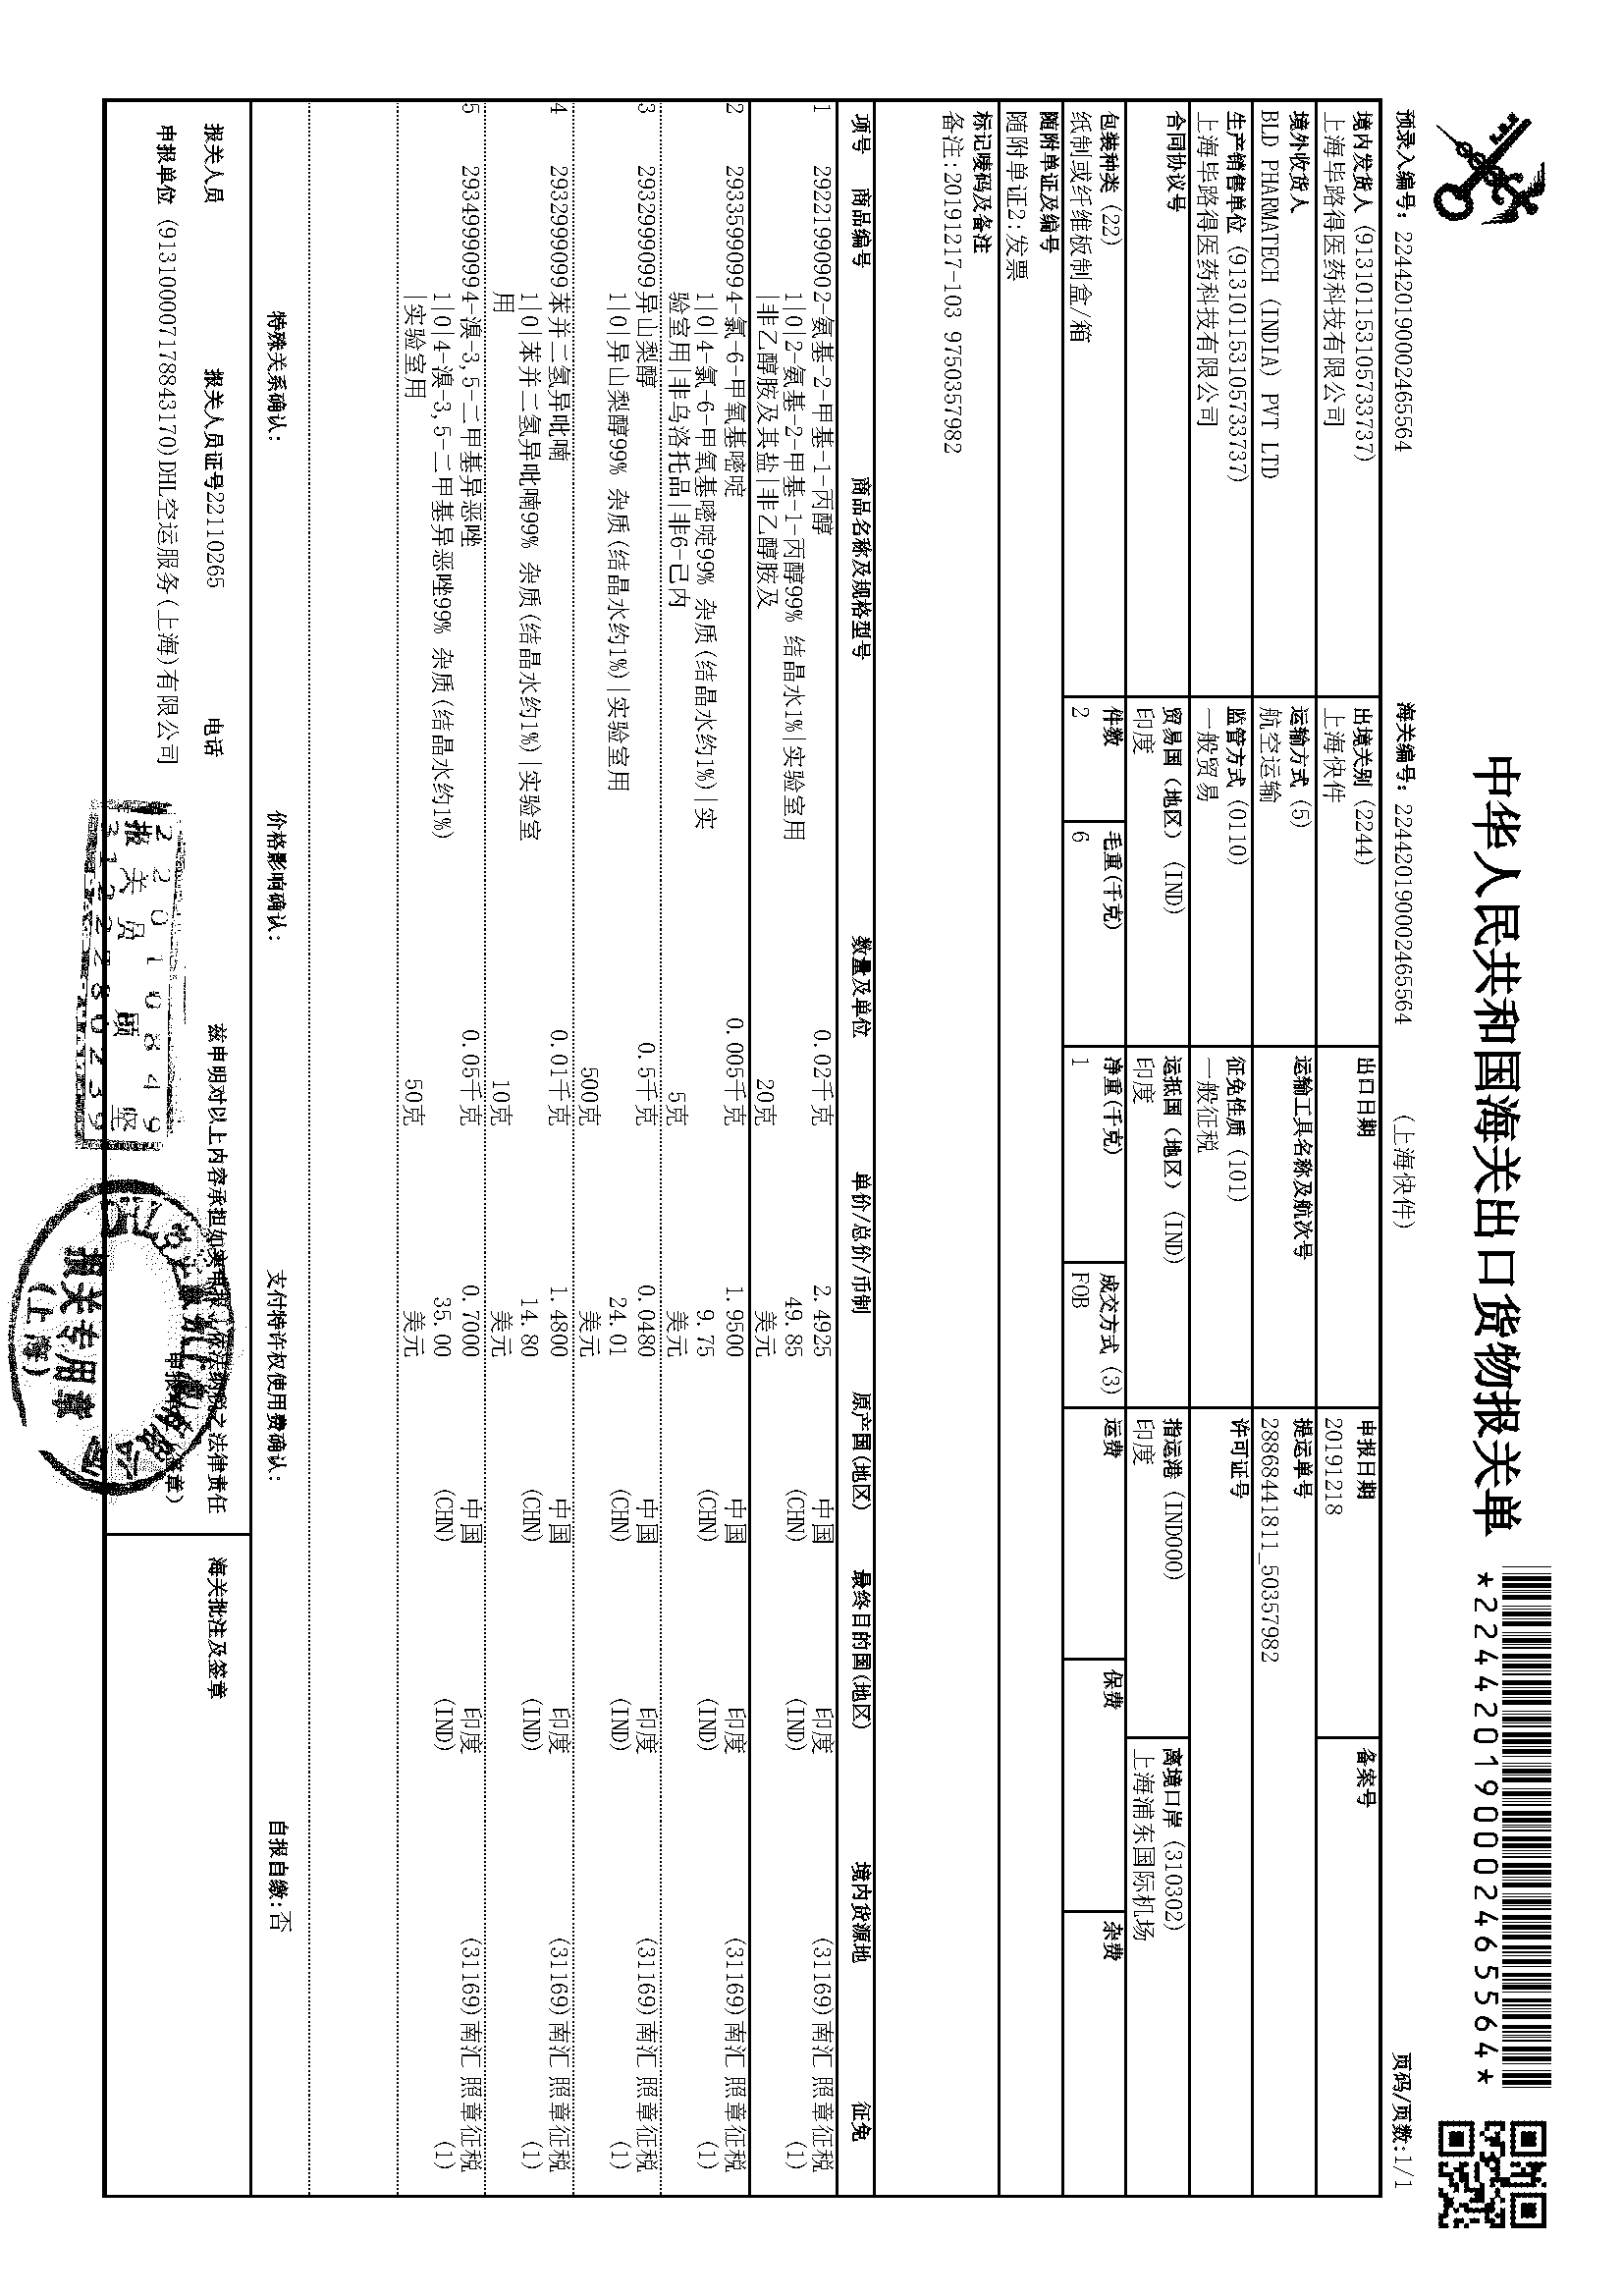 中华人民共和国海关出口货物报关单
*224420190002465564*
预录入编号：224420190002465564 海关编号：224420190002465564 (上海快件) 页码/页数:1/1
境内发货人 (91310115310573737) 出境关别 (2244) 出口日期 申报日期 备案号
上海毕路得医药科技有限公司 上海快件 20191218
境外收货人 运输方式 (5) 运输工具名称及航次号 提运单号
BLD PHARMATECH (INDIA) PVT LTD 航空运输 28868441811_50357982
生产销售单位 (91310115310573737) 监管方式 (0110) 征免性质 (101) 许可证号
上海毕路得医药科技有限公司 一般贸易 一般征税
合同协议号 贸易国（地区） (IND) 运抵国（地区） (IND) 指运港 (IND000) 离境口岸 (310302)
印度 印度 印度 上海浦东国际机场
包装种类 (22) 件数 毛重(千克) 净重(千克) 成交方式 (3) 运费 保费 杂费
纸制或纤维板制盒/箱 2 6 1 FOB
随附单证及编号
随附单证2:发票
标记唛码及备注
备注:20191217-103 9750357982
项号 商品编号 商品名称及规格型号 数量及单位 单价/总价/币制 原产国(地区) 最终目的国(地区) 境内货源地 征免
1 2922199090 2-氨基-2-甲基-1-丙醇 0.02千克 2.4925 中国 印度 (31169)南汇 照章征税
1|0|2-氨基-2-甲基-1-丙醇99% 结晶水1%|实验室用 49.85 (CHN) (IND) (1)
|非乙醇胺及其盐|非乙醇胺及 20克 美元
2 2933599099 4-氯-6-甲氧基嘧啶 0.005千克 1.9500 中国 印度 (31169)南汇 照章征税
1|0|4-氯-6-甲氧基嘧啶99% 杂质(结晶水约1%)|实 9.75 (CHN) (IND) (1)
验室用|非乌洛托品|非6-己内 5克 美元
3 2932999099 异山梨醇 0.5千克 0.0480 中国 印度 (31169)南汇 照章征税
1|0|异山梨醇99% 杂质(结晶水约1%)|实验室用 24.01 (CHN) (IND) (1)
500克 美元
4 2932999099 苯并二氢异吡喃 0.01千克 1.4800 中国 印度 (31169)南汇 照章征税
1|0|苯并二氢异吡喃99% 杂质(结晶水约1%)|实验室 14.80 (CHN) (IND) (1)
用 10克 美元
5 2934999099 4-溴-3,5-二甲基异恶唑 0.05千克 0.7000 中国 印度 (31169)南汇 照章征税
1|0|4-溴-3,5-二甲基异恶唑99% 杂质(结晶水约1%) 35.00 (CHN) (IND) (1)
|实验室用 50克 美元
特殊关系确认： 价格影响确认： 支付特许权使用费确认： 自报自缴:否
报关人员 报关人员证号22110265 电话 兹申明对以上内容承担如实申报、依法纳税之法律责任 海关批注及签章
申报单位 (91310000717884317O)DHL空运服务(上海)有限公司 申报单位（签章）
报关员 顾 坚
报关专用章
(上海)